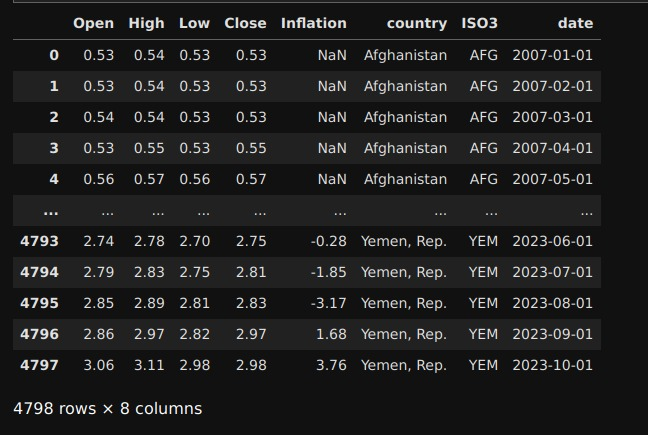 Open High Low Close Inflation country ISO3 date
0 0.53 0.54 0.53 0.53 NaN Afghanistan AFG 2007-01-01
1 0.53 0.54 0.53 0.53 NaN Afghanistan AFG 2007-02-01
2 0.54 0.54 0.53 0.53 NaN Afghanistan AFG 2007-03-01
3 0.53 0.55 0.53 0.55 NaN Afghanistan AFG 2007-04-01
4 0.56 0.57 0.56 0.57 NaN Afghanistan AFG 2007-05-01
... ... ... ... ... ... ... ... ...
4793 2.74 2.78 2.70 2.75 -0.28 Yemen, Rep. YEM 2023-06-01
4794 2.79 2.83 2.75 2.81 -1.85 Yemen, Rep. YEM 2023-07-01
4795 2.85 2.89 2.81 2.83 -3.17 Yemen, Rep. YEM 2023-08-01
4796 2.86 2.97 2.82 2.97 1.68 Yemen, Rep. YEM 2023-09-01
4797 3.06 3.11 2.98 2.98 3.76 Yemen, Rep. YEM 2023-10-01
4798 rows × 8 columns